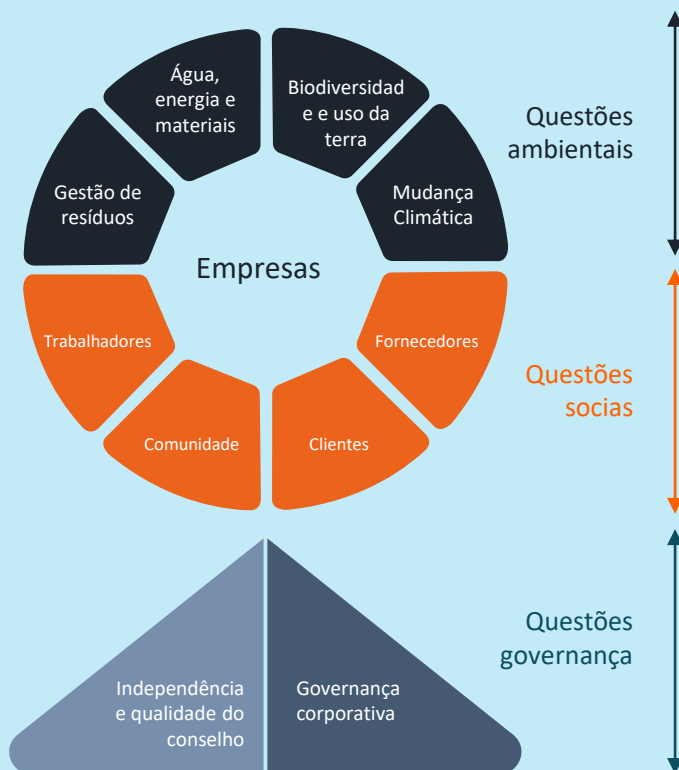 Água,
energia e
materiais
Biodiversidad
e e uso da
terra
Questões
ambientais
Gestão de
resíduos
Mudança
Climática
Empresas
Trabalhadores
Fornecedores
Questões
socias
Comunidade
Clientes
Questões
governança
Independência
e qualidade do
conselho
Governança
corporativa